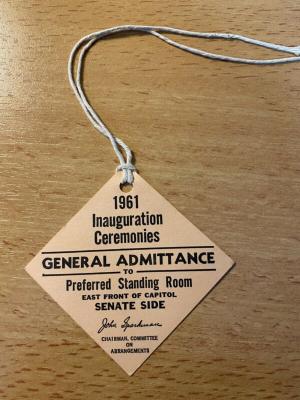 1961
Inauguration
Ceremonies
GENERAL ADMITTANCE
TO
Preferred Standing Room
EAST FRONT OF CAPITOL
SENATE SIDE
John Sparkman
CHAIRMAN, COMMITTEE
ON
ARRANGEMENTS